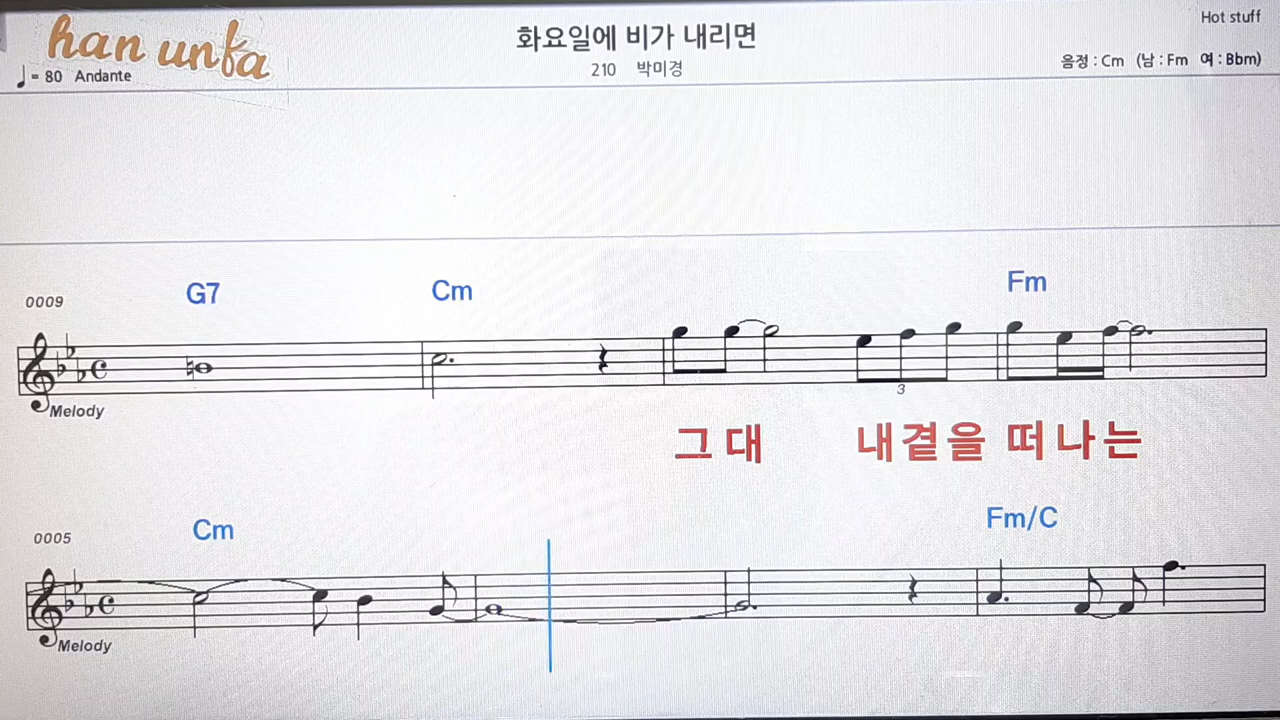 han unfa
Hot stuff
화요일에 비가 내리면
♩= 80 Andante
210 박미경
음정 : Cm (남 : Fm 여 : Bbm)
0009
G7 Cm Fm
3
Melody
그대 내곁을 떠나는
0005
Cm Fm/C
Melody